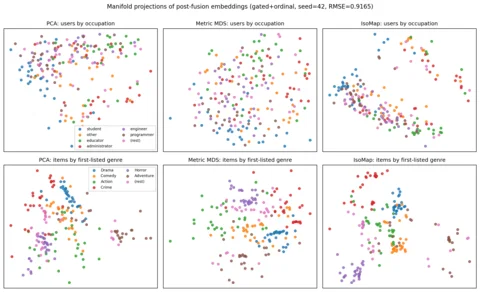 Manifold projections of post-fusion embeddings (gated+ordinal, seed=42, RMSE=0.9165)
PCA: users by occupation
Metric MDS: users by occupation
IsoMap: users by occupation
student
other
educator
administrator
engineer
programmer
(rest)
PCA: items by first-listed genre
Metric MDS: items by first-listed genre
IsoMap: items by first-listed genre
Drama
Comedy
Action
Crime
Horror
Adventure
(rest)